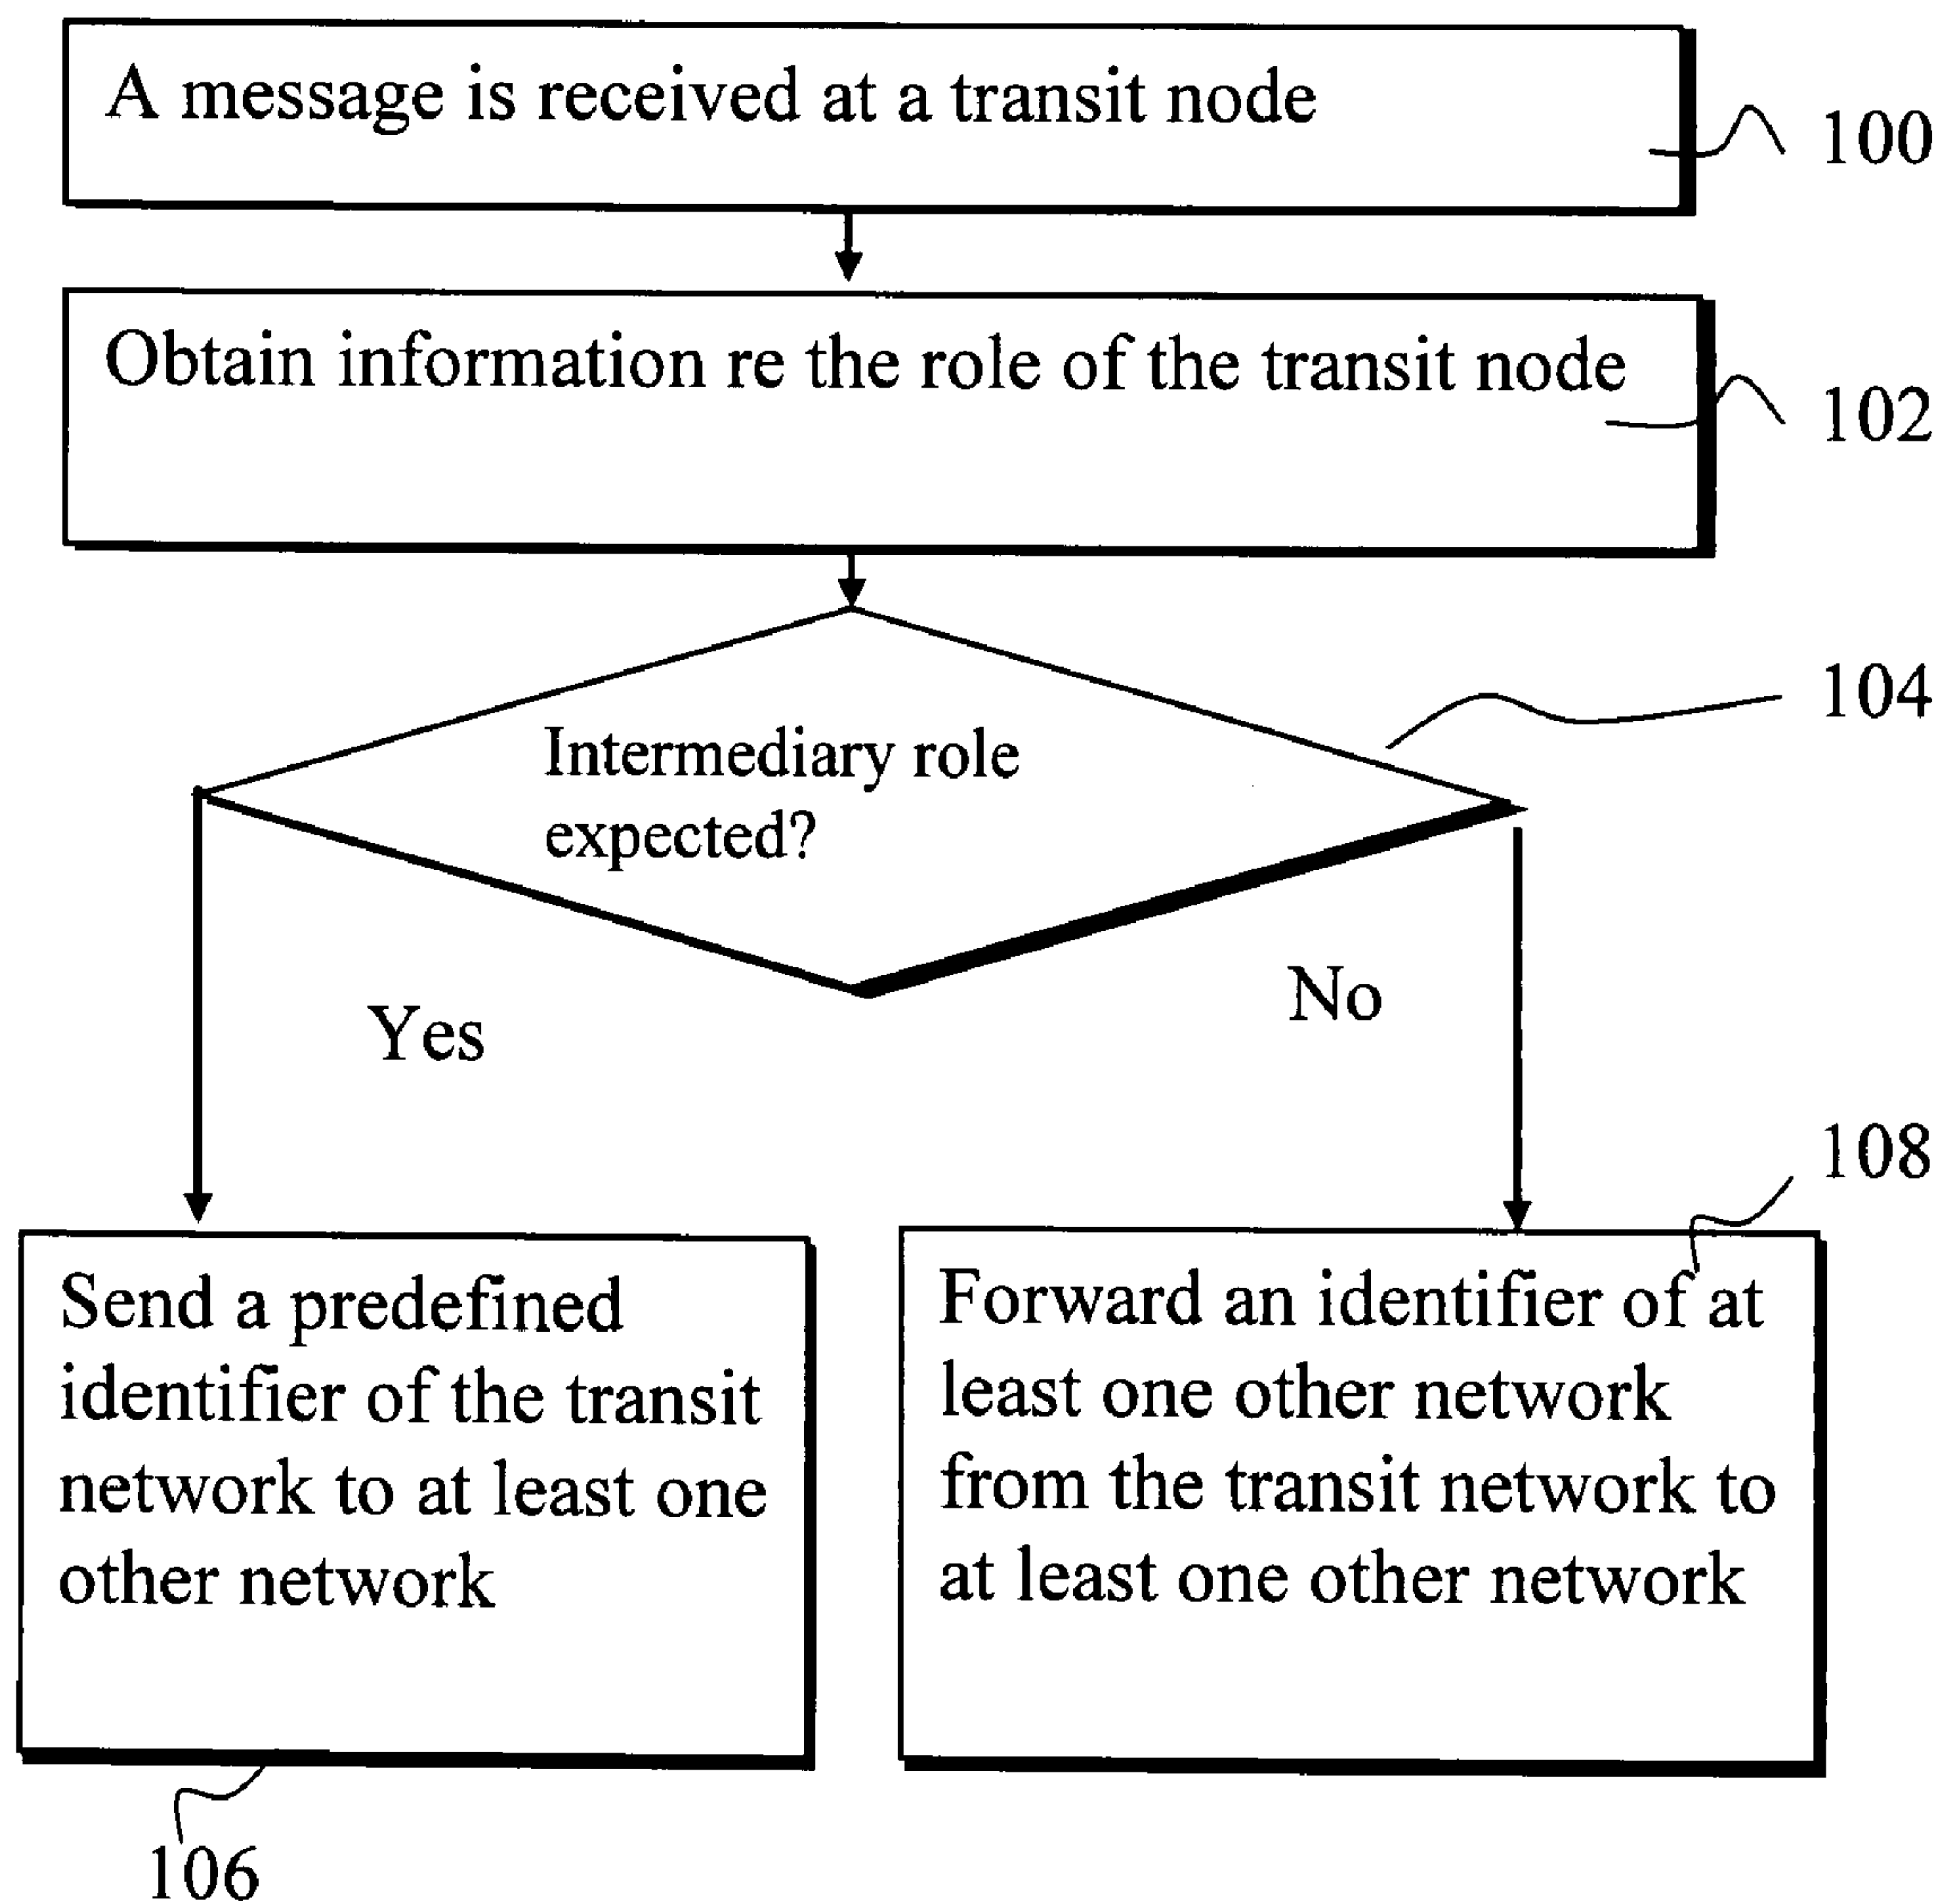 A message is received at a transit node
100
Obtain information re the role of the transit node
102
104
Intermediary role
expected?
Yes
No
108
Send a predefined
identifier of the transit
network to at least one
other network
Forward an identifier of at
least one other network
from the transit network to
at least one other network
106